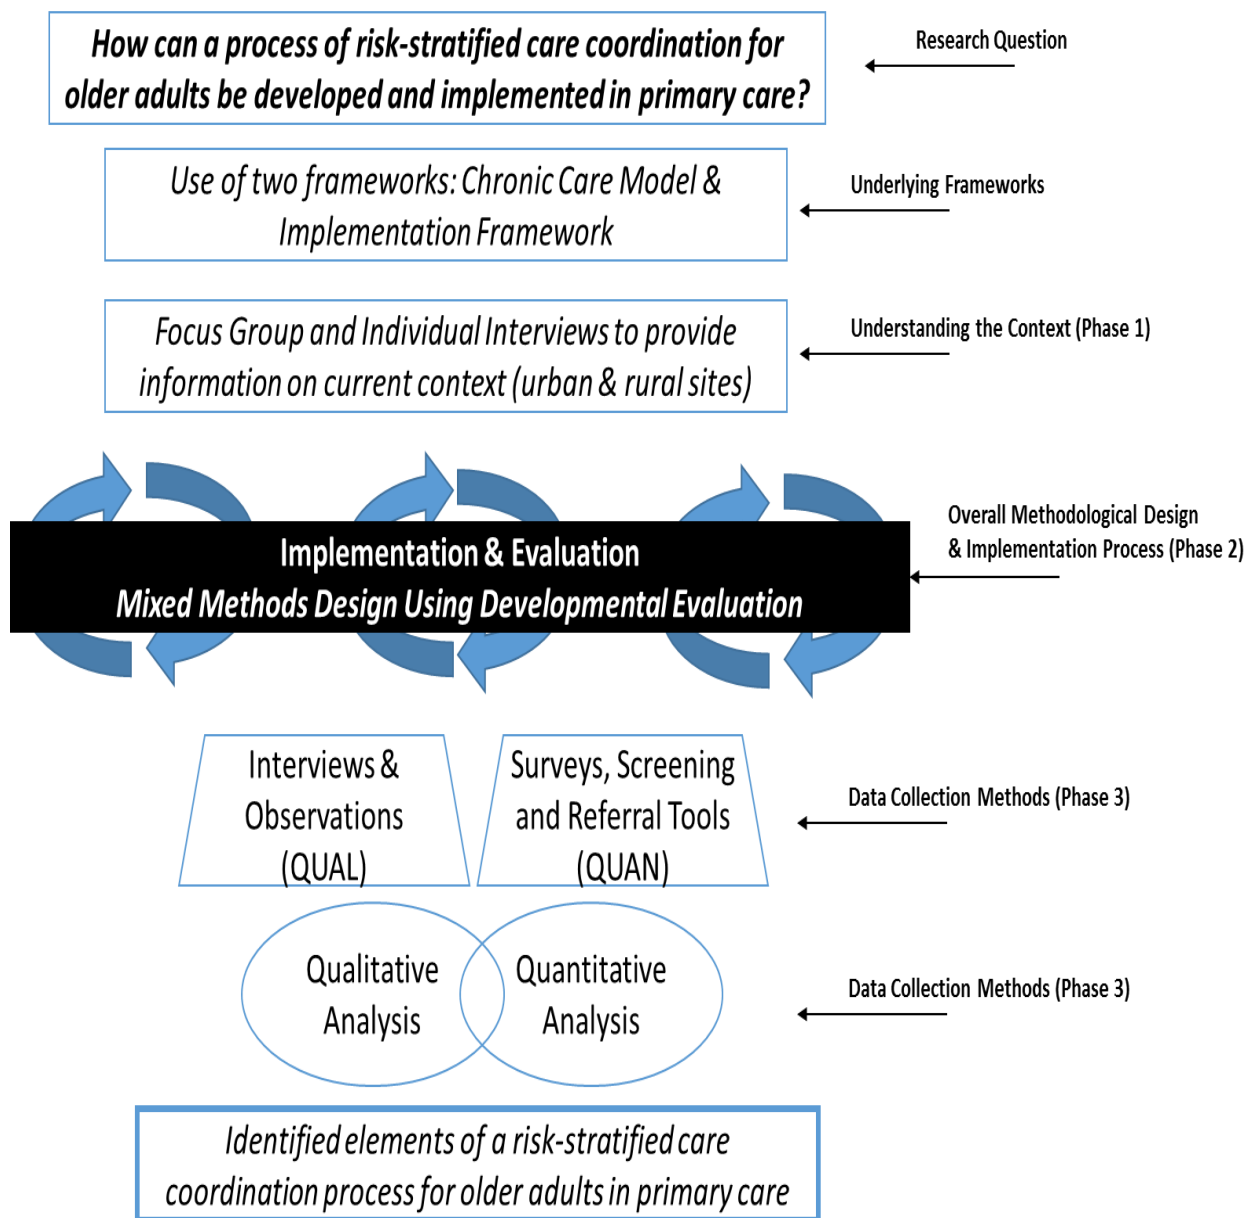 How can a process of risk-stratified care coordination for
older adults be developed and implemented in primary care?
Research Question
Use of two frameworks: Chronic Care Model &
Implementation Framework
Underlying Frameworks
Focus Group and Individual Interviews to provide
information on current context (urban & rural sites)
Understanding the Context (Phase 1)
Implementation & Evaluation
Mixed Methods Design Using Developmental Evaluation
Overall Methodological Design
& Implementation Process (Phase 2)
Interviews &
Observations
(QUAL)
Surveys, Screening
and Referral Tools
(QUAN)
Data Collection Methods (Phase 3)
Qualitative
Analysis
Quantitative
Analysis
Data Collection Methods (Phase 3)
Identified elements of a risk-stratified care
coordination process for older adults in primary care